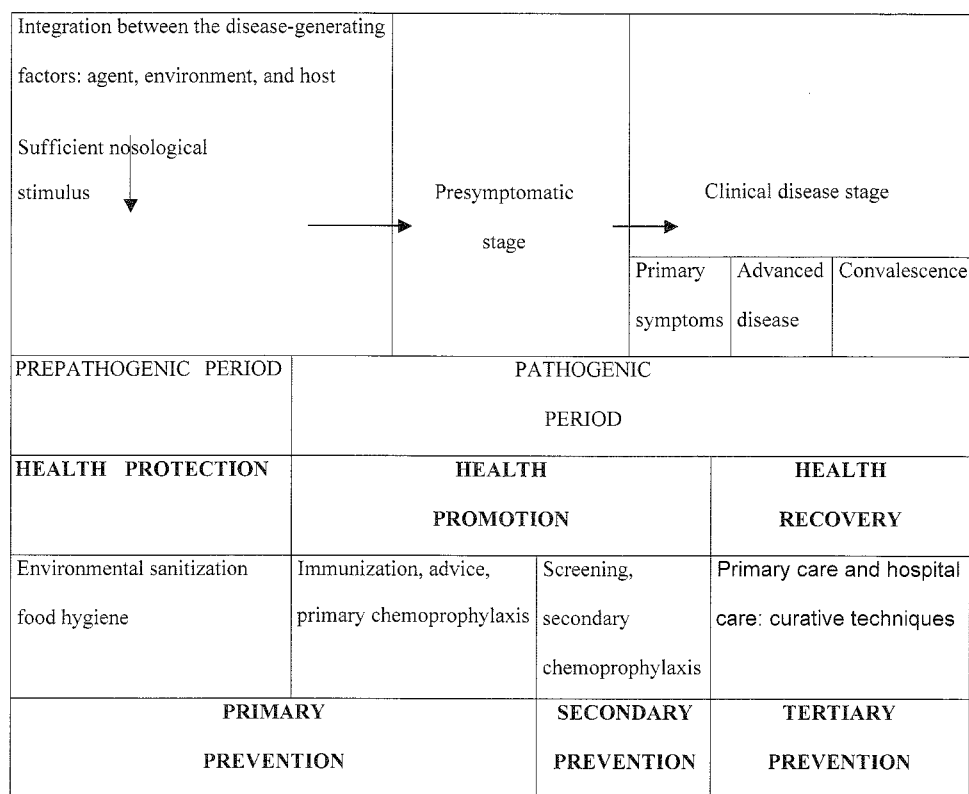 Integration between the disease-generating
factors: agent, environment, and host
Sufficient nosological
stimulus
Presymptomatic
stage
Clinical disease stage
Primary
symptoms
Advanced
disease
Convalescence
PREPATHOGENIC PERIOD
PATHOGENIC
PERIOD
HEALTH PROTECTION
HEALTH
PROMOTION
HEALTH
RECOVERY
Environmental sanitization
food hygiene
Immunization, advice,
primary chemoprophylaxis
Screening,
secondary
chemoprophylaxis
Primary care and hospital
care: curative techniques
PRIMARY
PREVENTION
SECONDARY
PREVENTION
TERTIARY
PREVENTION